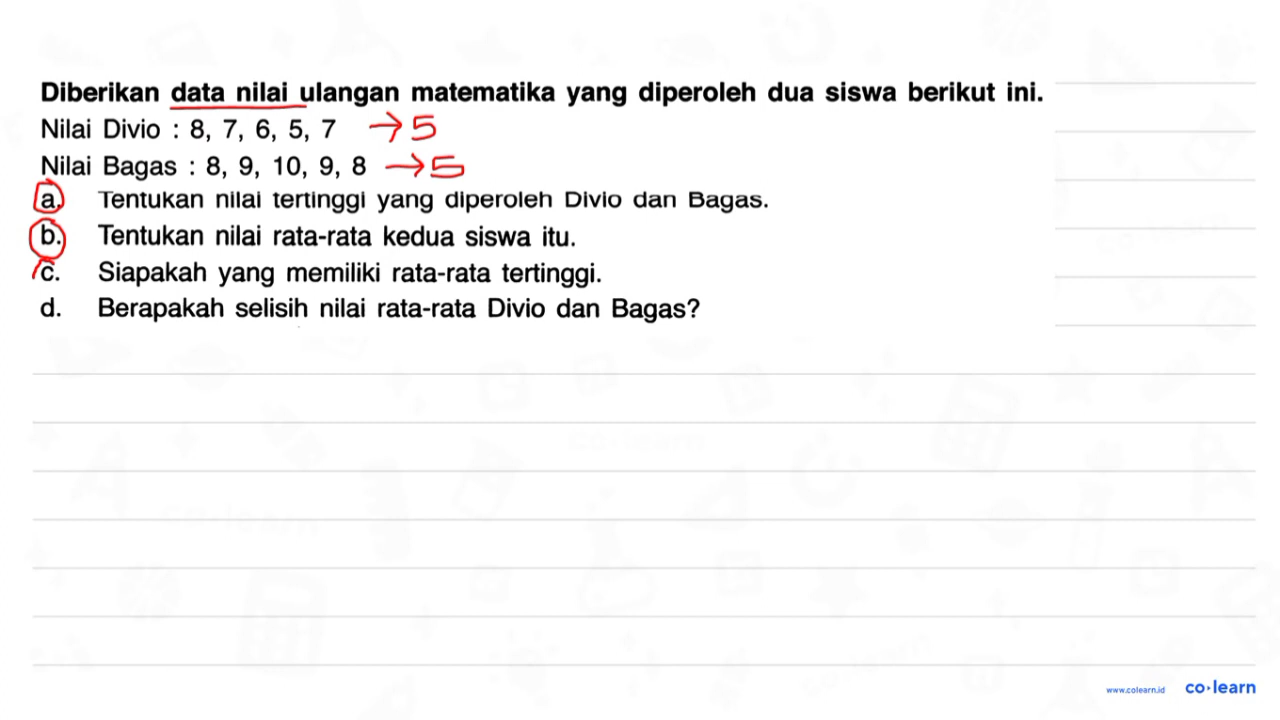 Diberikan data nilai ulangan matematika yang diperoleh dua siswa berikut ini.
Nilai Divio : 8, 7, 6, 5, 7 → 5
Nilai Bagas : 8, 9, 10, 9, 8 → 5
a. Tentukan nilai tertinggi yang diperoleh Divio dan Bagas.
b. Tentukan nilai rata-rata kedua siswa itu.
c. Siapakah yang memiliki rata-rata tertinggi.
d. Berapakah selisih nilai rata-rata Divio dan Bagas?
www.colearn.id co·learn